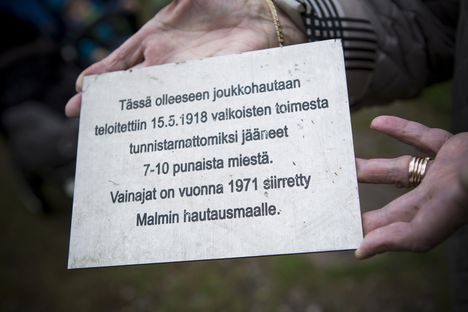 Tässä olleeseen joukkohautaan
teloitettiin 15.5.1918 valkoisten toimesta
tunnistamattomiksi jääneet
7-10 punaista miestä.
Vainajat on vuonna 1971 siirretty
Malmin hautausmaalle.